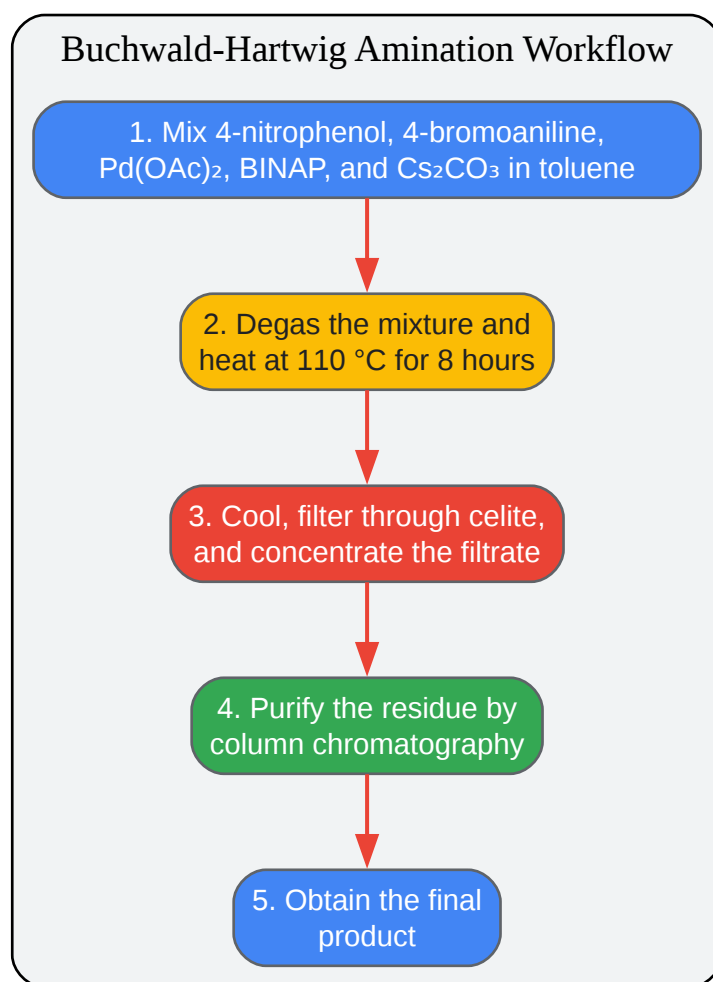 Buchwald-Hartwig Amination Workflow
1. Mix 4-nitrophenol, 4-bromoaniline,
Pd(OAc)₂, BINAP, and Cs₂CO₃ in toluene
2. Degas the mixture and
heat at 110 °C for 8 hours
3. Cool, filter through celite,
and concentrate the filtrate
4. Purify the residue by
column chromatography
5. Obtain the final
product